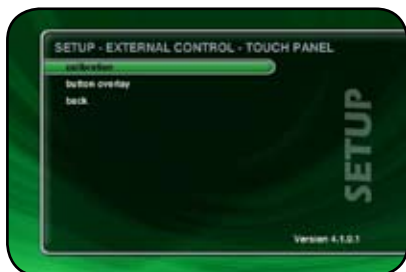 SETUP - EXTERNAL CONTROL - TOUCH PANEL
calibration
button overlay
back
SETUP
Version 4.1.0.1